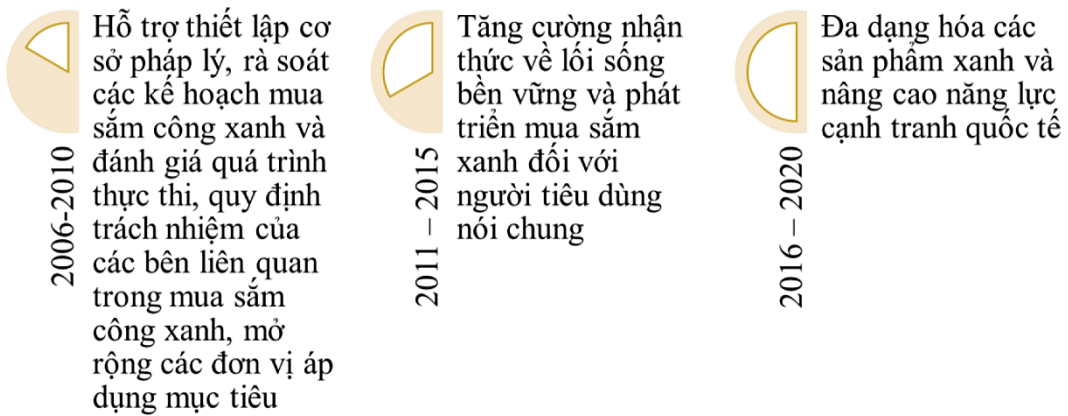 2006-2010
Hỗ trợ thiết lập cơ
sở pháp lý, rà soát
các kế hoạch mua
sắm công xanh và
đánh giá quá trình
thực thi, quy định
trách nhiệm của
các bên liên quan
trong mua sắm
công xanh, mở
rộng các đơn vị áp
dụng mục tiêu
2011 – 2015
Tăng cường nhận
thức về lối sống
bền vững và phát
triển mua sắm
xanh đối với
người tiêu dùng
nói chung
2016 – 2020
Đa dạng hóa các
sản phẩm xanh và
nâng cao năng lực
cạnh tranh quốc tế